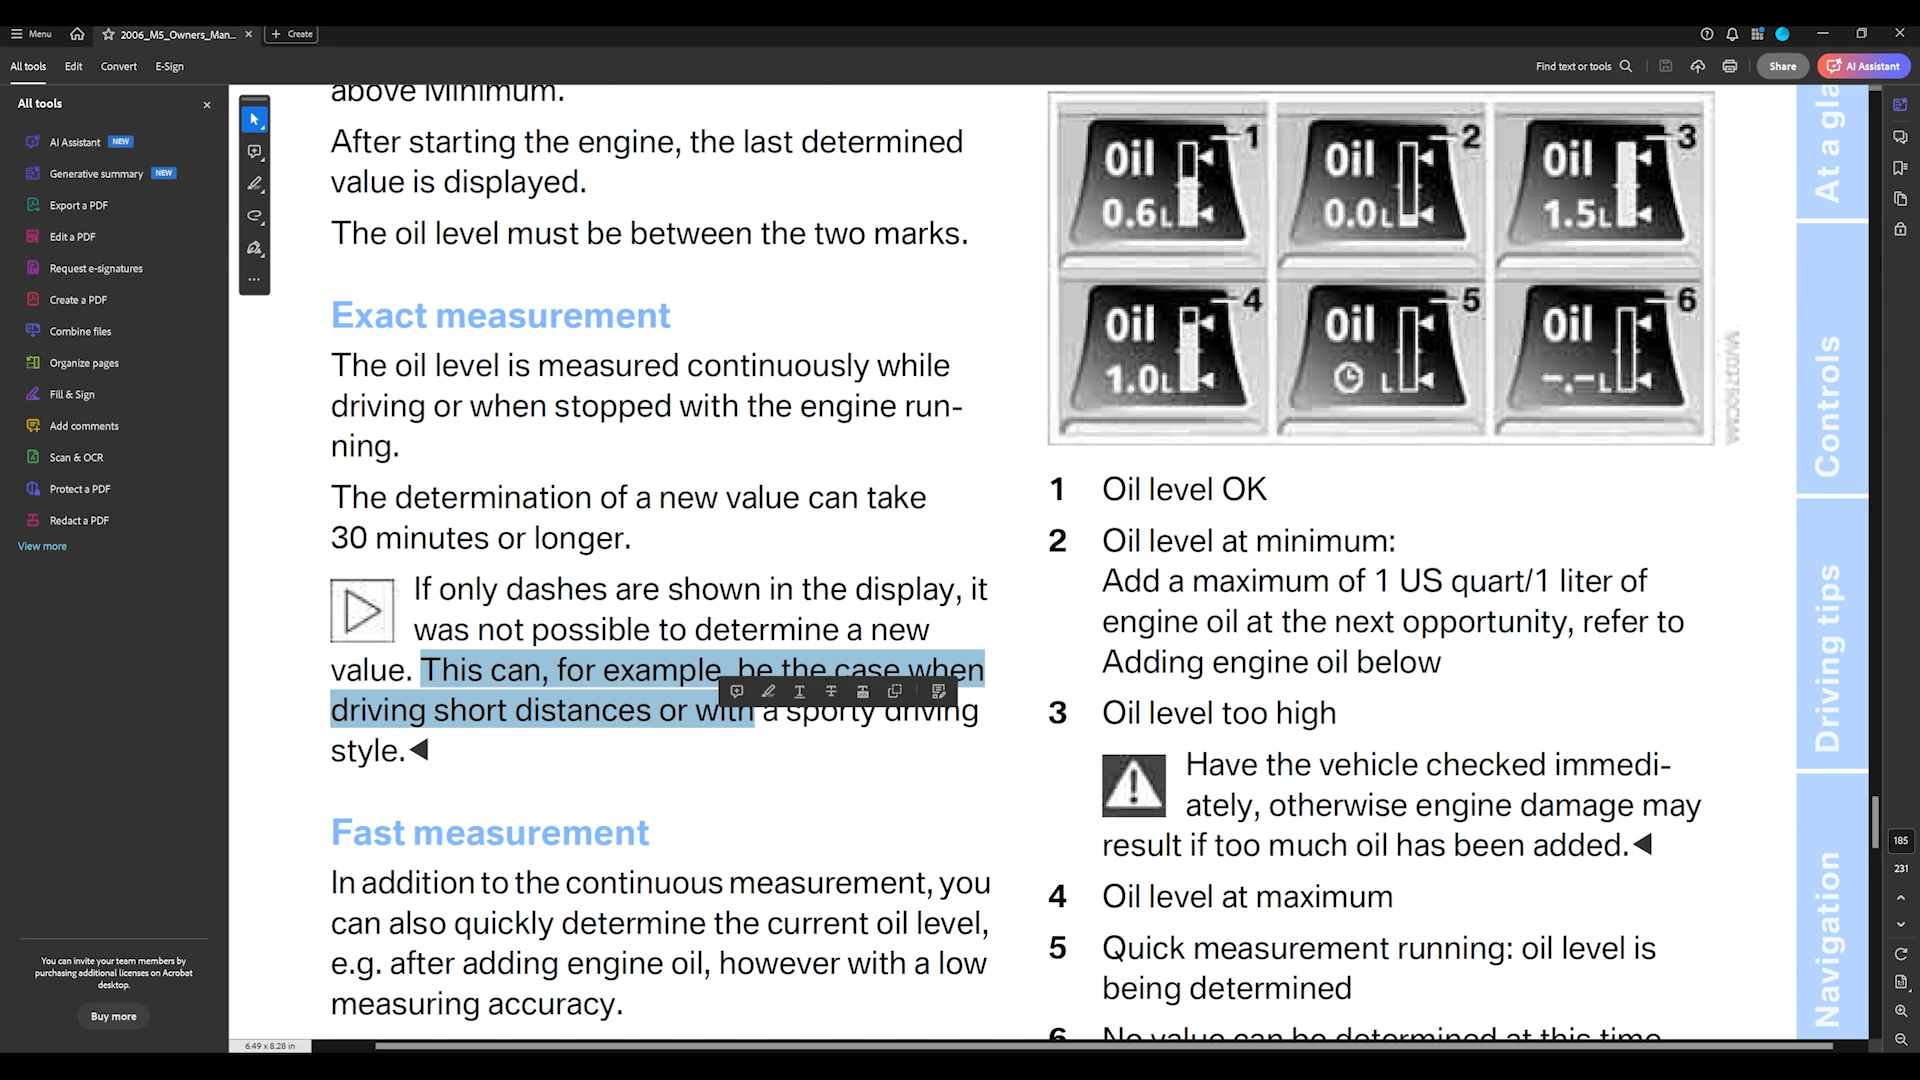 Menu
2006_M5_Owners_Man...
Create
All tools
Edit
Convert
E-Sign
Find text or tools
Share
AI Assistant
All tools
AI Assistant NEW
Generative summary NEW
Export a PDF
Edit a PDF
Request e-signatures
Create a PDF
Combine files
Organize pages
Fill & Sign
Add comments
Scan & OCR
Protect a PDF
Redact a PDF
View more
You can invite your team members by
purchasing additional licenses on Acrobat
desktop.
Buy more
above Minimum.
After starting the engine, the last determined
value is displayed.
The oil level must be between the two marks.
Exact measurement
The oil level is measured continuously while
driving or when stopped with the engine run-
ning.
The determination of a new value can take
30 minutes or longer.
If only dashes are shown in the display, it
was not possible to determine a new
value. This can, for example, be the case when
driving short distances or with a sporty driving
style.
Fast measurement
In addition to the continuous measurement, you
can also quickly determine the current oil level,
e.g. after adding engine oil, however with a low
measuring accuracy.
6.49 x 8.28 in
Oil 1
0.6L
Oil 2
0.0L
Oil 3
1.5L
Oil 4
1.0L
Oil 5
L
Oil 6
-.-L
1 Oil level OK
2 Oil level at minimum:
Add a maximum of 1 US quart/1 liter of
engine oil at the next opportunity, refer to
Adding engine oil below
3 Oil level too high
Have the vehicle checked immedi-
ately, otherwise engine damage may
result if too much oil has been added.
4 Oil level at maximum
5 Quick measurement running: oil level is
being determined
6 No value can be determined at this time
At a gla
Controls
Driving tips
Navigation
185
231